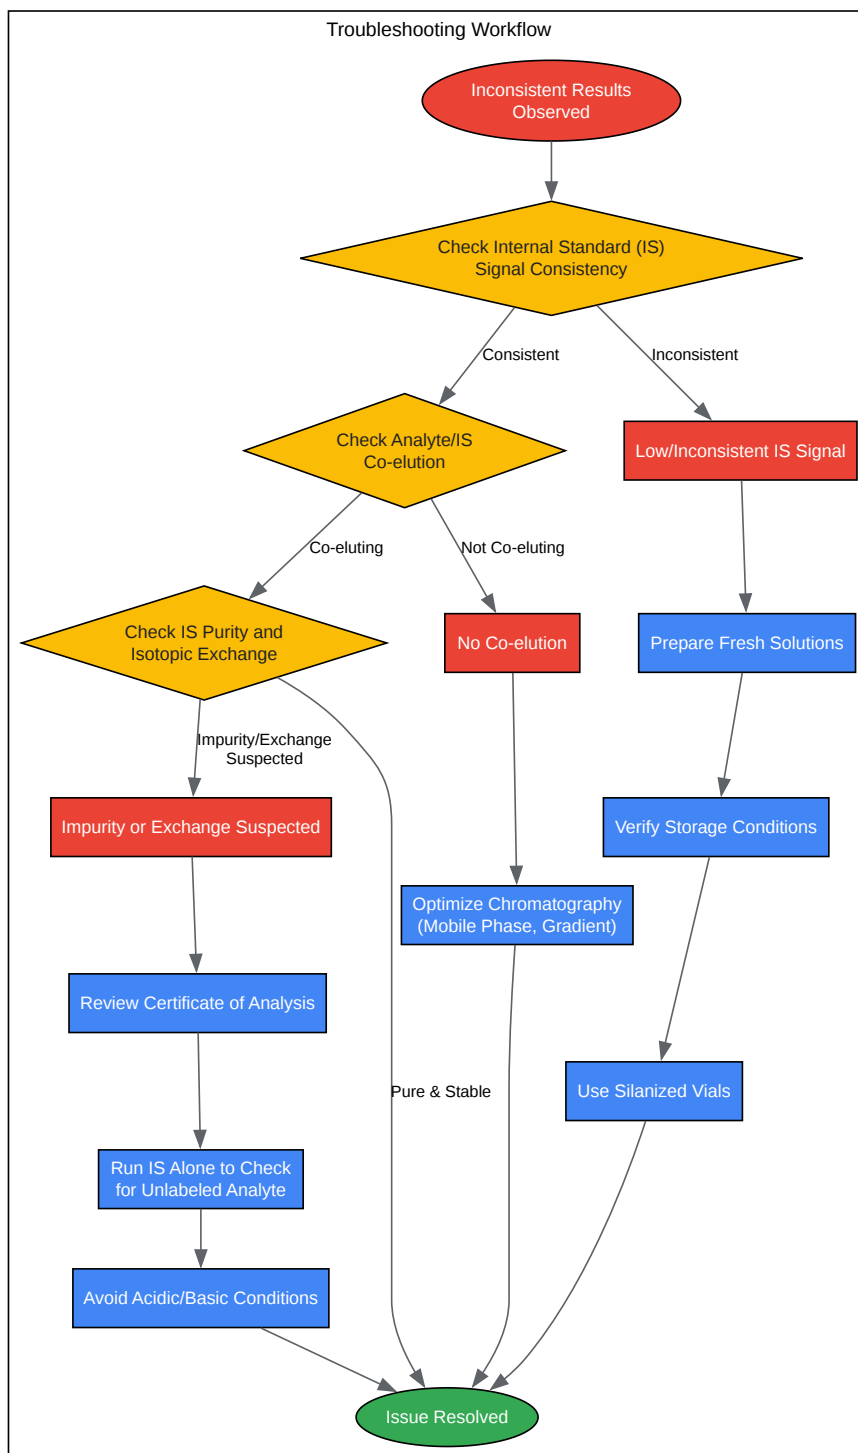 Troubleshooting Workflow
Inconsistent Results
Observed
Check Internal Standard (IS)
Signal Consistency
Consistent
Inconsistent
Check Analyte/IS
Co-elution
Low/Inconsistent IS Signal
Co-eluting
Not Co-eluting
Check IS Purity and
Isotopic Exchange
No Co-elution
Prepare Fresh Solutions
Impurity/Exchange
Suspected
Impurity or Exchange Suspected
Verify Storage Conditions
Optimize Chromatography
(Mobile Phase, Gradient)
Review Certificate of Analysis
Pure & Stable
Use Silanized Vials
Run IS Alone to Check
for Unlabeled Analyte
Avoid Acidic/Basic Conditions
Issue Resolved